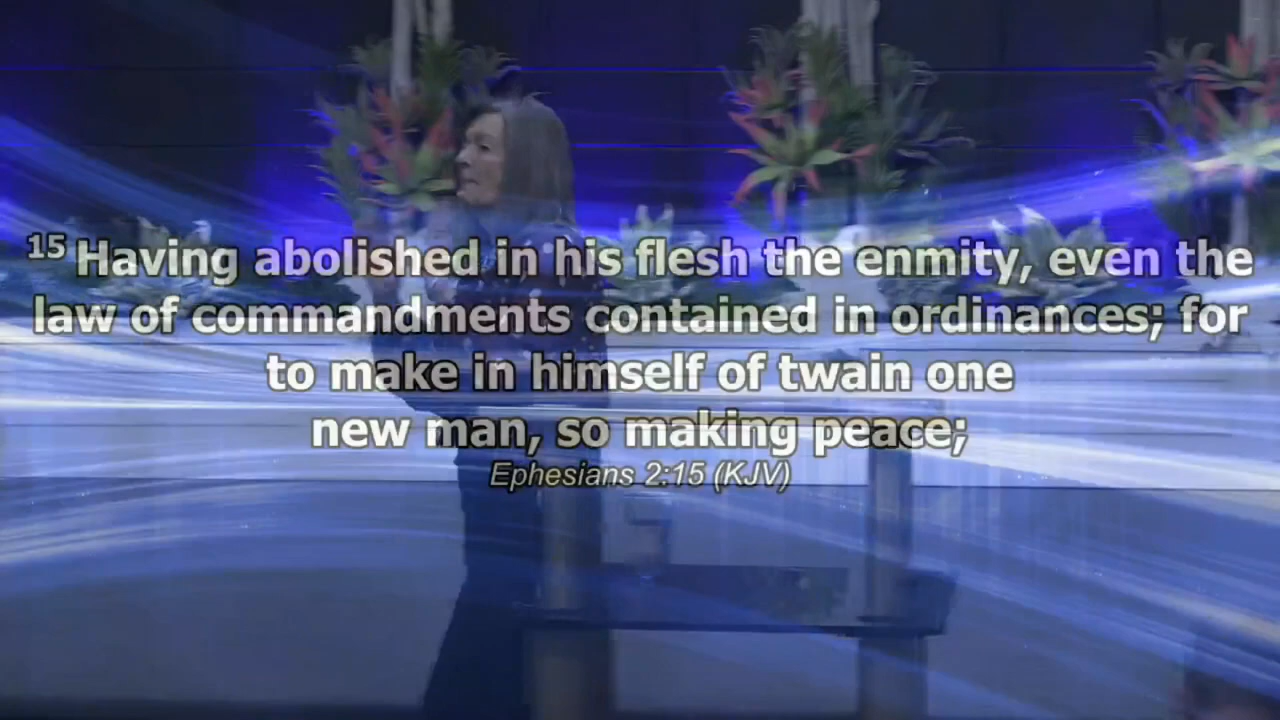 15 Having abolished in his flesh the enmity, even the
law of commandments contained in ordinances; for
to make in himself of twain one
new man, so making peace;
Ephesians 2:15 (KJV)